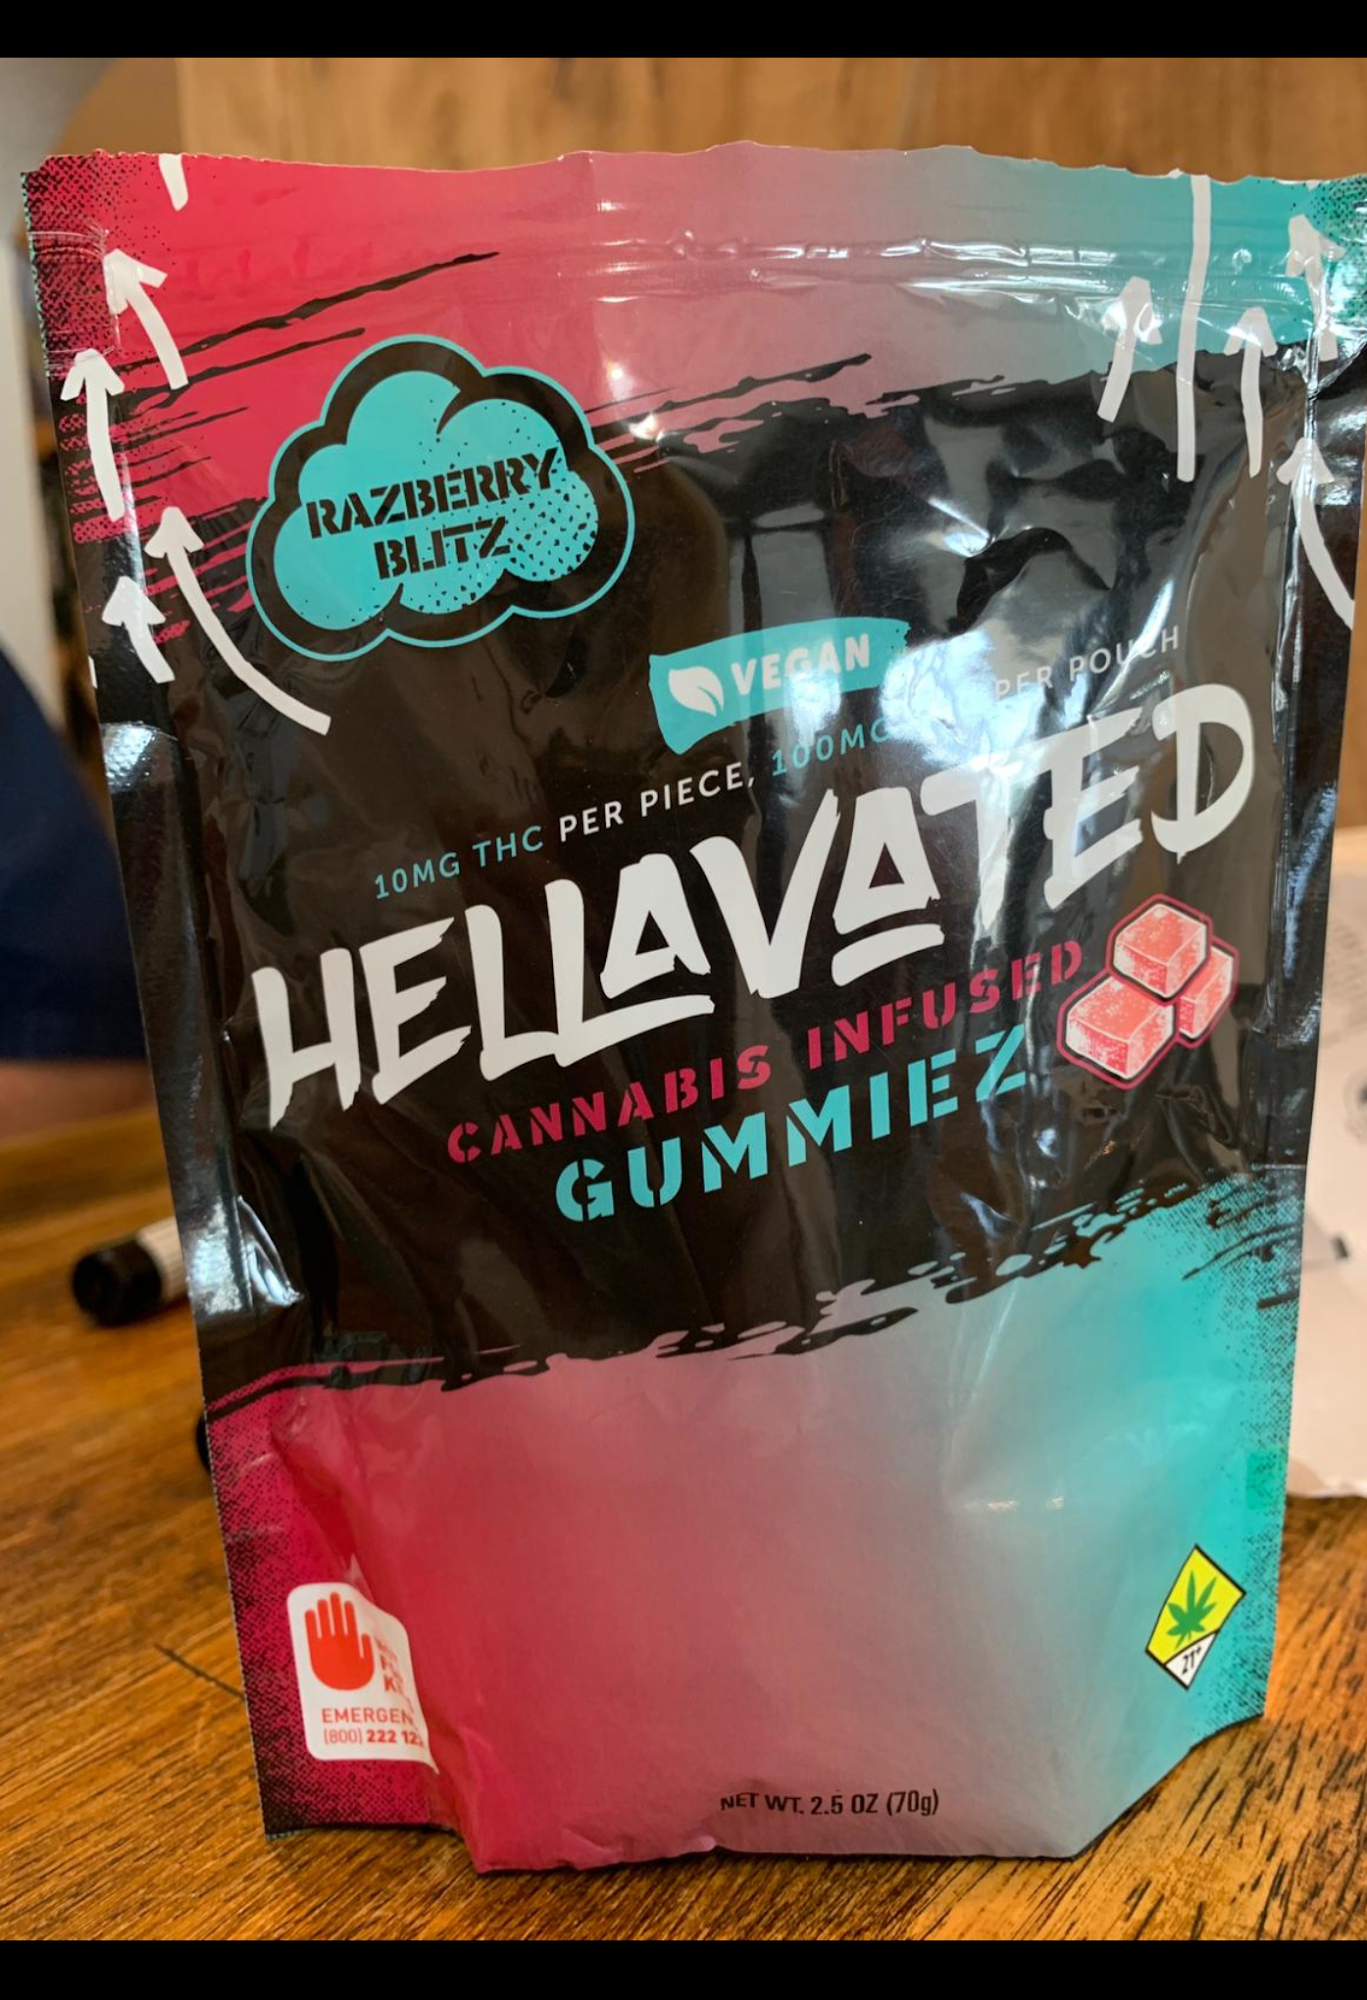 RAZBERRY
BLITZ
VEGAN
10MG THC PER PIECE, 100MG PER POUCH
HELLAVATED
CANNABIS INFUSED
GUMMIEZ
EMERGEN
(800) 222 12
21+
NET WT. 2.5 OZ (70g)